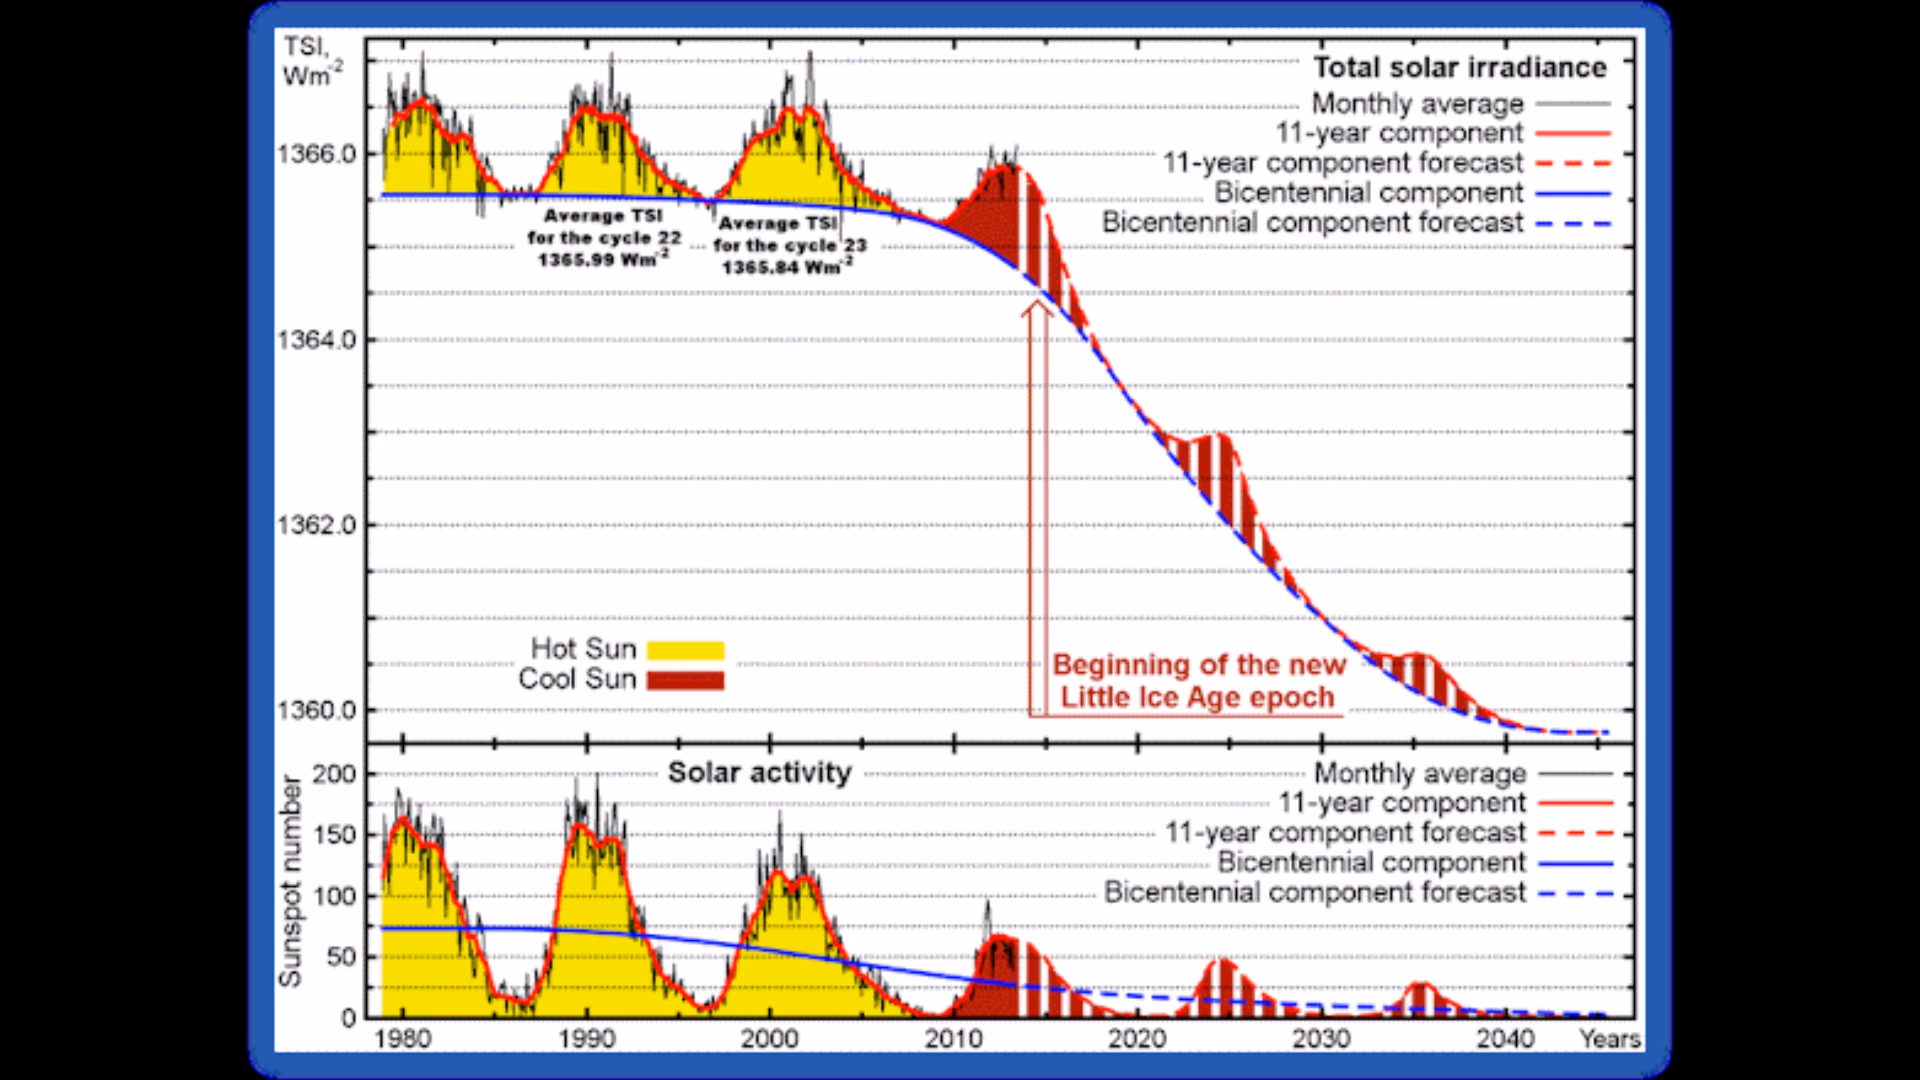 TSI,
Wm-2
Total solar irradiance
Monthly average
11-year component
11-year component forecast
Bicentennial component
Bicentennial component forecast
1366.0
1364.0
1362.0
1360.0
Average TSI
for the cycle 22
1365.99 Wm-2
Average TSI
for the cycle 23
1365.84 Wm-2
Hot Sun
Cool Sun
Beginning of the new
Little Ice Age epoch
Solar activity
Monthly average
11-year component
11-year component forecast
Bicentennial component
Bicentennial component forecast
Sunspot number
200
150
100
50
0
1980 1990 2000 2010 2020 2030 2040 Years